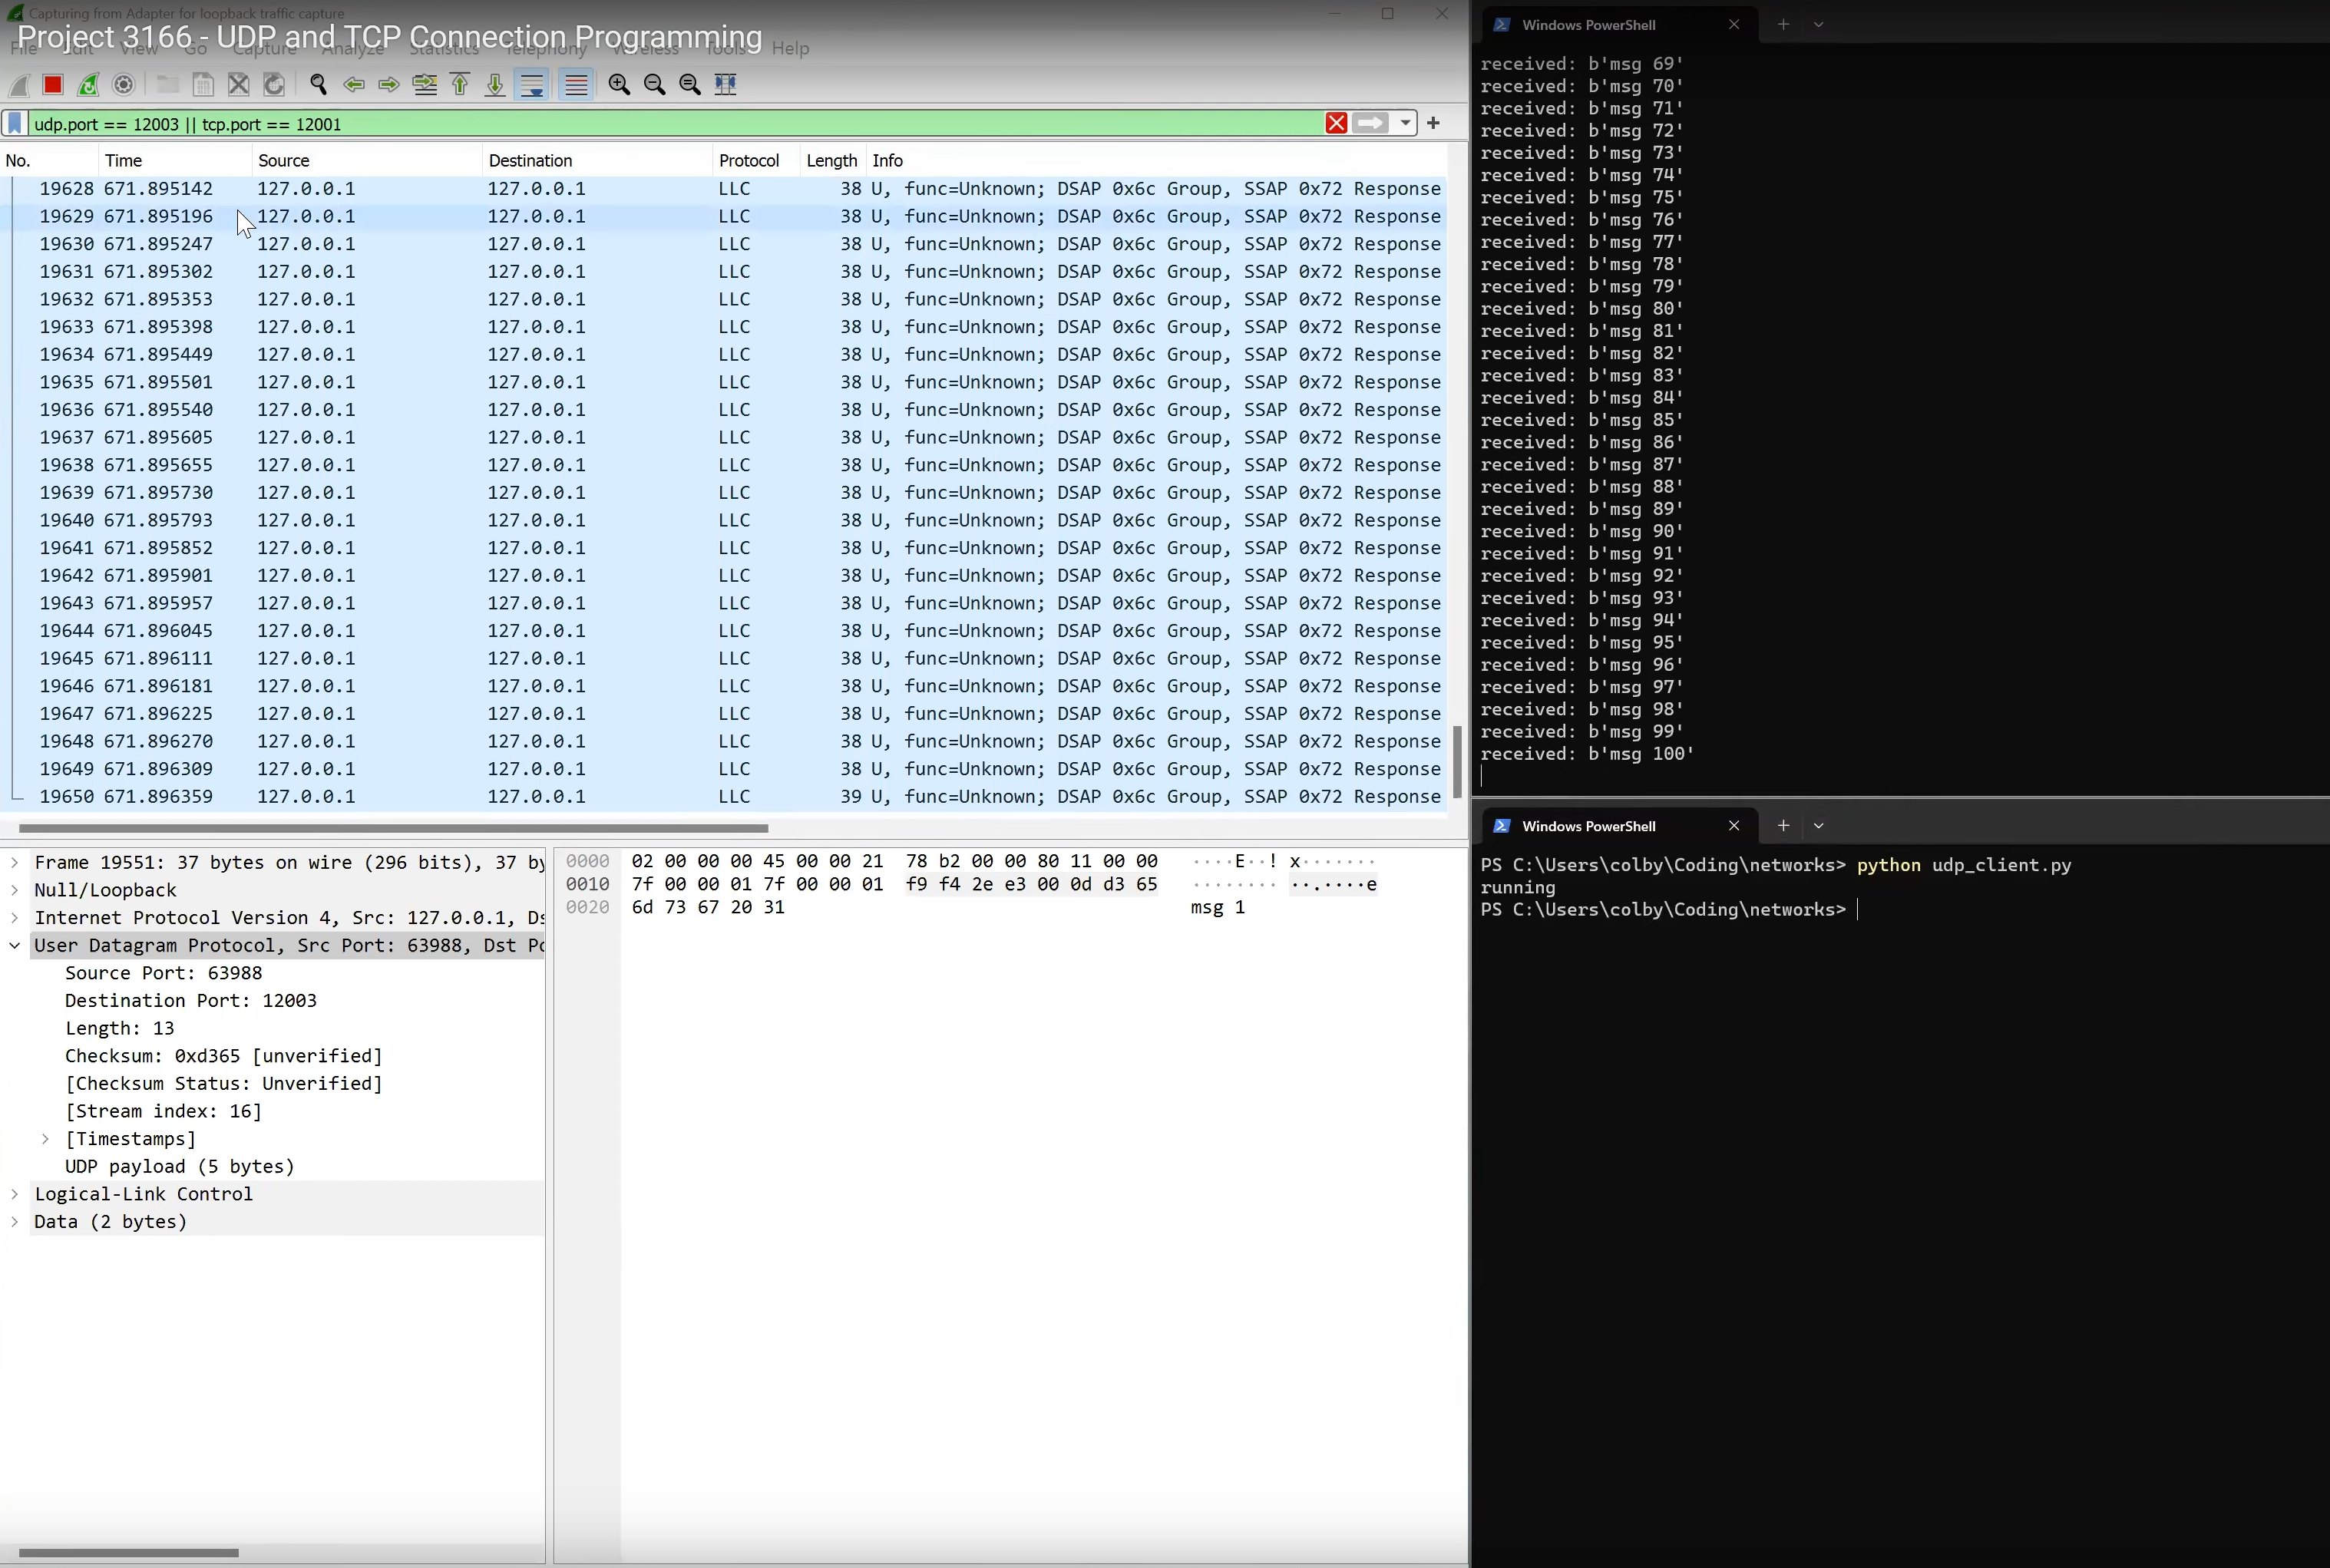 Capturing from Adapter for loopback traffic capture
Project 3166 - UDP and TCP Connection Programming
File Edit View Go Capture Analyze Statistics Telephony Wireless Tools Help
udp.port == 12003 || tcp.port == 12001
No. Time Source Destination Protocol Length Info
19628 671.895142 127.0.0.1 127.0.0.1 LLC 38 U, func=Unknown; DSAP 0x6c Group, SSAP 0x72 Response
19629 671.895196 127.0.0.1 127.0.0.1 LLC 38 U, func=Unknown; DSAP 0x6c Group, SSAP 0x72 Response
19630 671.895247 127.0.0.1 127.0.0.1 LLC 38 U, func=Unknown; DSAP 0x6c Group, SSAP 0x72 Response
19631 671.895302 127.0.0.1 127.0.0.1 LLC 38 U, func=Unknown; DSAP 0x6c Group, SSAP 0x72 Response
19632 671.895353 127.0.0.1 127.0.0.1 LLC 38 U, func=Unknown; DSAP 0x6c Group, SSAP 0x72 Response
19633 671.895398 127.0.0.1 127.0.0.1 LLC 38 U, func=Unknown; DSAP 0x6c Group, SSAP 0x72 Response
19634 671.895449 127.0.0.1 127.0.0.1 LLC 38 U, func=Unknown; DSAP 0x6c Group, SSAP 0x72 Response
19635 671.895501 127.0.0.1 127.0.0.1 LLC 38 U, func=Unknown; DSAP 0x6c Group, SSAP 0x72 Response
19636 671.895540 127.0.0.1 127.0.0.1 LLC 38 U, func=Unknown; DSAP 0x6c Group, SSAP 0x72 Response
19637 671.895605 127.0.0.1 127.0.0.1 LLC 38 U, func=Unknown; DSAP 0x6c Group, SSAP 0x72 Response
19638 671.895655 127.0.0.1 127.0.0.1 LLC 38 U, func=Unknown; DSAP 0x6c Group, SSAP 0x72 Response
19639 671.895730 127.0.0.1 127.0.0.1 LLC 38 U, func=Unknown; DSAP 0x6c Group, SSAP 0x72 Response
19640 671.895793 127.0.0.1 127.0.0.1 LLC 38 U, func=Unknown; DSAP 0x6c Group, SSAP 0x72 Response
19641 671.895852 127.0.0.1 127.0.0.1 LLC 38 U, func=Unknown; DSAP 0x6c Group, SSAP 0x72 Response
19642 671.895901 127.0.0.1 127.0.0.1 LLC 38 U, func=Unknown; DSAP 0x6c Group, SSAP 0x72 Response
19643 671.895957 127.0.0.1 127.0.0.1 LLC 38 U, func=Unknown; DSAP 0x6c Group, SSAP 0x72 Response
19644 671.896045 127.0.0.1 127.0.0.1 LLC 38 U, func=Unknown; DSAP 0x6c Group, SSAP 0x72 Response
19645 671.896111 127.0.0.1 127.0.0.1 LLC 38 U, func=Unknown; DSAP 0x6c Group, SSAP 0x72 Response
19646 671.896181 127.0.0.1 127.0.0.1 LLC 38 U, func=Unknown; DSAP 0x6c Group, SSAP 0x72 Response
19647 671.896225 127.0.0.1 127.0.0.1 LLC 38 U, func=Unknown; DSAP 0x6c Group, SSAP 0x72 Response
19648 671.896270 127.0.0.1 127.0.0.1 LLC 38 U, func=Unknown; DSAP 0x6c Group, SSAP 0x72 Response
19649 671.896309 127.0.0.1 127.0.0.1 LLC 38 U, func=Unknown; DSAP 0x6c Group, SSAP 0x72 Response
19650 671.896359 127.0.0.1 127.0.0.1 LLC 39 U, func=Unknown; DSAP 0x6c Group, SSAP 0x72 Response
Frame 19551: 37 bytes on wire (296 bits), 37 by
Null/Loopback
Internet Protocol Version 4, Src: 127.0.0.1, Ds
User Datagram Protocol, Src Port: 63988, Dst Po
Source Port: 63988
Destination Port: 12003
Length: 13
Checksum: 0xd365 [unverified]
[Checksum Status: Unverified]
[Stream index: 16]
[Timestamps]
UDP payload (5 bytes)
Logical-Link Control
Data (2 bytes)
0000 02 00 00 00 45 00 00 21 78 b2 00 00 80 11 00 00 ····E··! x·······
0010 7f 00 00 01 7f 00 00 01 f9 f4 2e e3 00 0d d3 65 ········ ··.····e
0020 6d 73 67 20 31 msg 1
Windows PowerShell
received: b'msg 69'
received: b'msg 70'
received: b'msg 71'
received: b'msg 72'
received: b'msg 73'
received: b'msg 74'
received: b'msg 75'
received: b'msg 76'
received: b'msg 77'
received: b'msg 78'
received: b'msg 79'
received: b'msg 80'
received: b'msg 81'
received: b'msg 82'
received: b'msg 83'
received: b'msg 84'
received: b'msg 85'
received: b'msg 86'
received: b'msg 87'
received: b'msg 88'
received: b'msg 89'
received: b'msg 90'
received: b'msg 91'
received: b'msg 92'
received: b'msg 93'
received: b'msg 94'
received: b'msg 95'
received: b'msg 96'
received: b'msg 97'
received: b'msg 98'
received: b'msg 99'
received: b'msg 100'
Windows PowerShell
PS C:\Users\colby\Coding\networks> python udp_client.py
running
PS C:\Users\colby\Coding\networks>